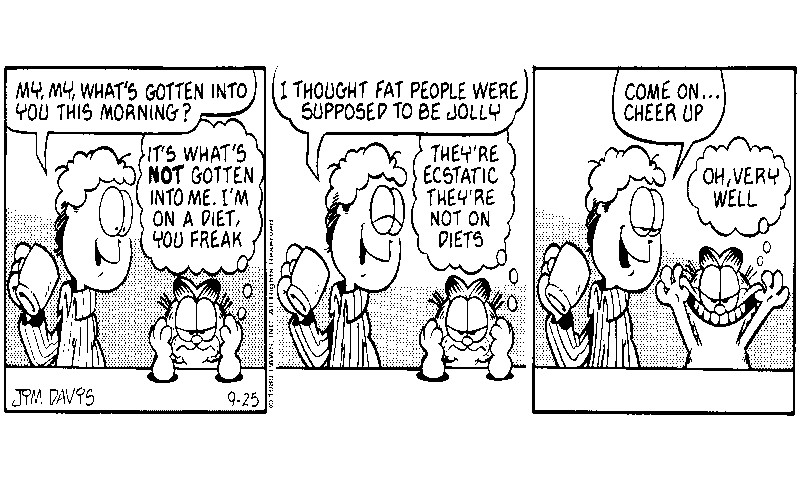 MY, MY, WHAT'S GOTTEN INTO
YOU THIS MORNING?
IT'S WHAT'S
NOT GOTTEN
INTO ME. I'M
ON A DIET,
YOU FREAK
JIM DAVIS
9-25
I THOUGHT FAT PEOPLE WERE
SUPPOSED TO BE JOLLY
THEY'RE
ECSTATIC
THEY'RE
NOT ON
DIETS
COME ON...
CHEER UP
OH, VERY
WELL